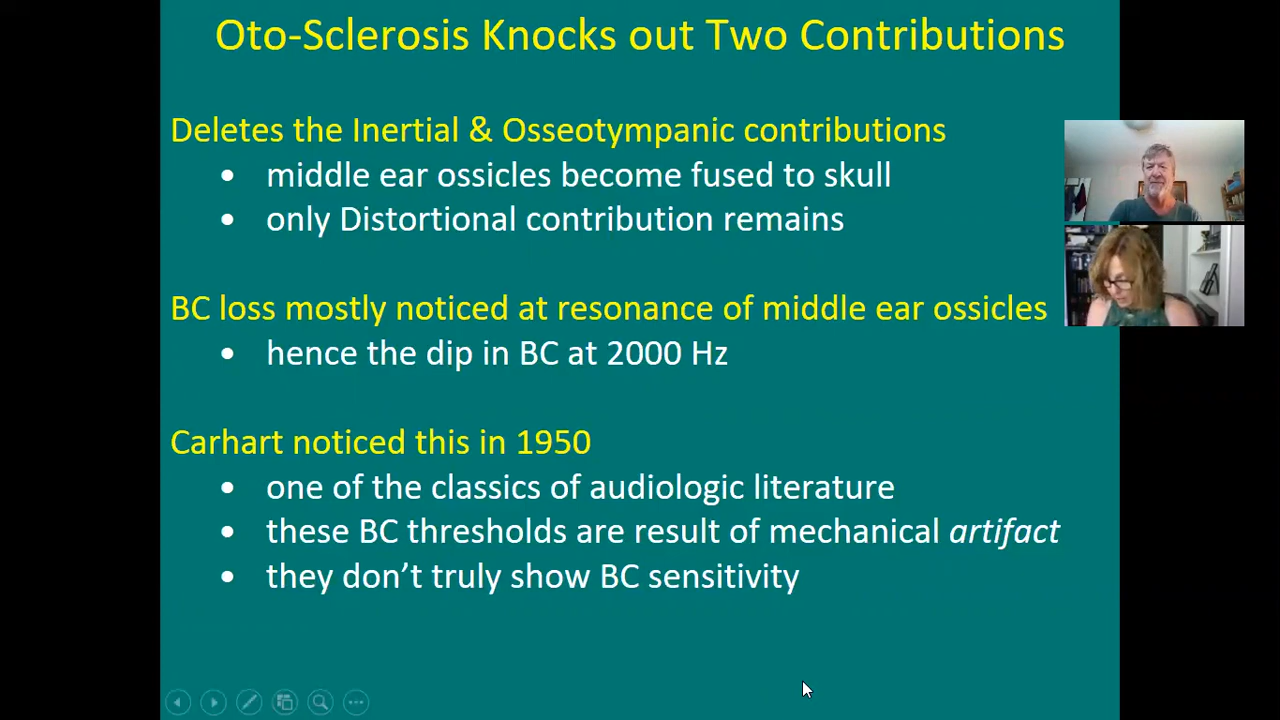 Oto-Sclerosis Knocks out Two Contributions
Deletes the Inertial & Osseotympanic contributions
• middle ear ossicles become fused to skull
• only Distortional contribution remains
BC loss mostly noticed at resonance of middle ear ossicles
• hence the dip in BC at 2000 Hz
Carhart noticed this in 1950
• one of the classics of audiologic literature
• these BC thresholds are result of mechanical artifact
• they don’t truly show BC sensitivity